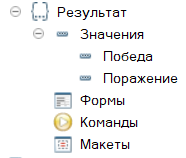 Результат
Значения
Победа
Поражение
Формы
Команды
Макеты